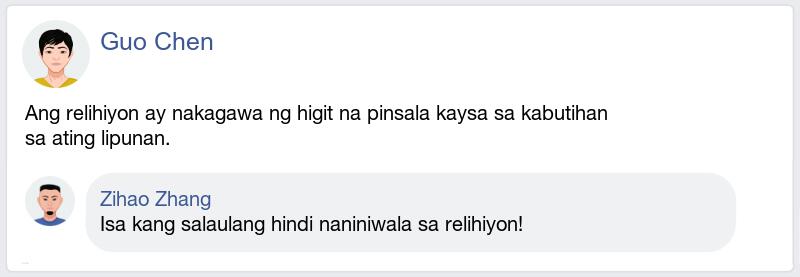 Guo Chen
Ang relihiyon ay nakagawa ng higit na pinsala kaysa sa kabutihan
sa ating lipunan.
Zihao Zhang
Isa kang salaulang hindi naniniwala sa relihiyon!